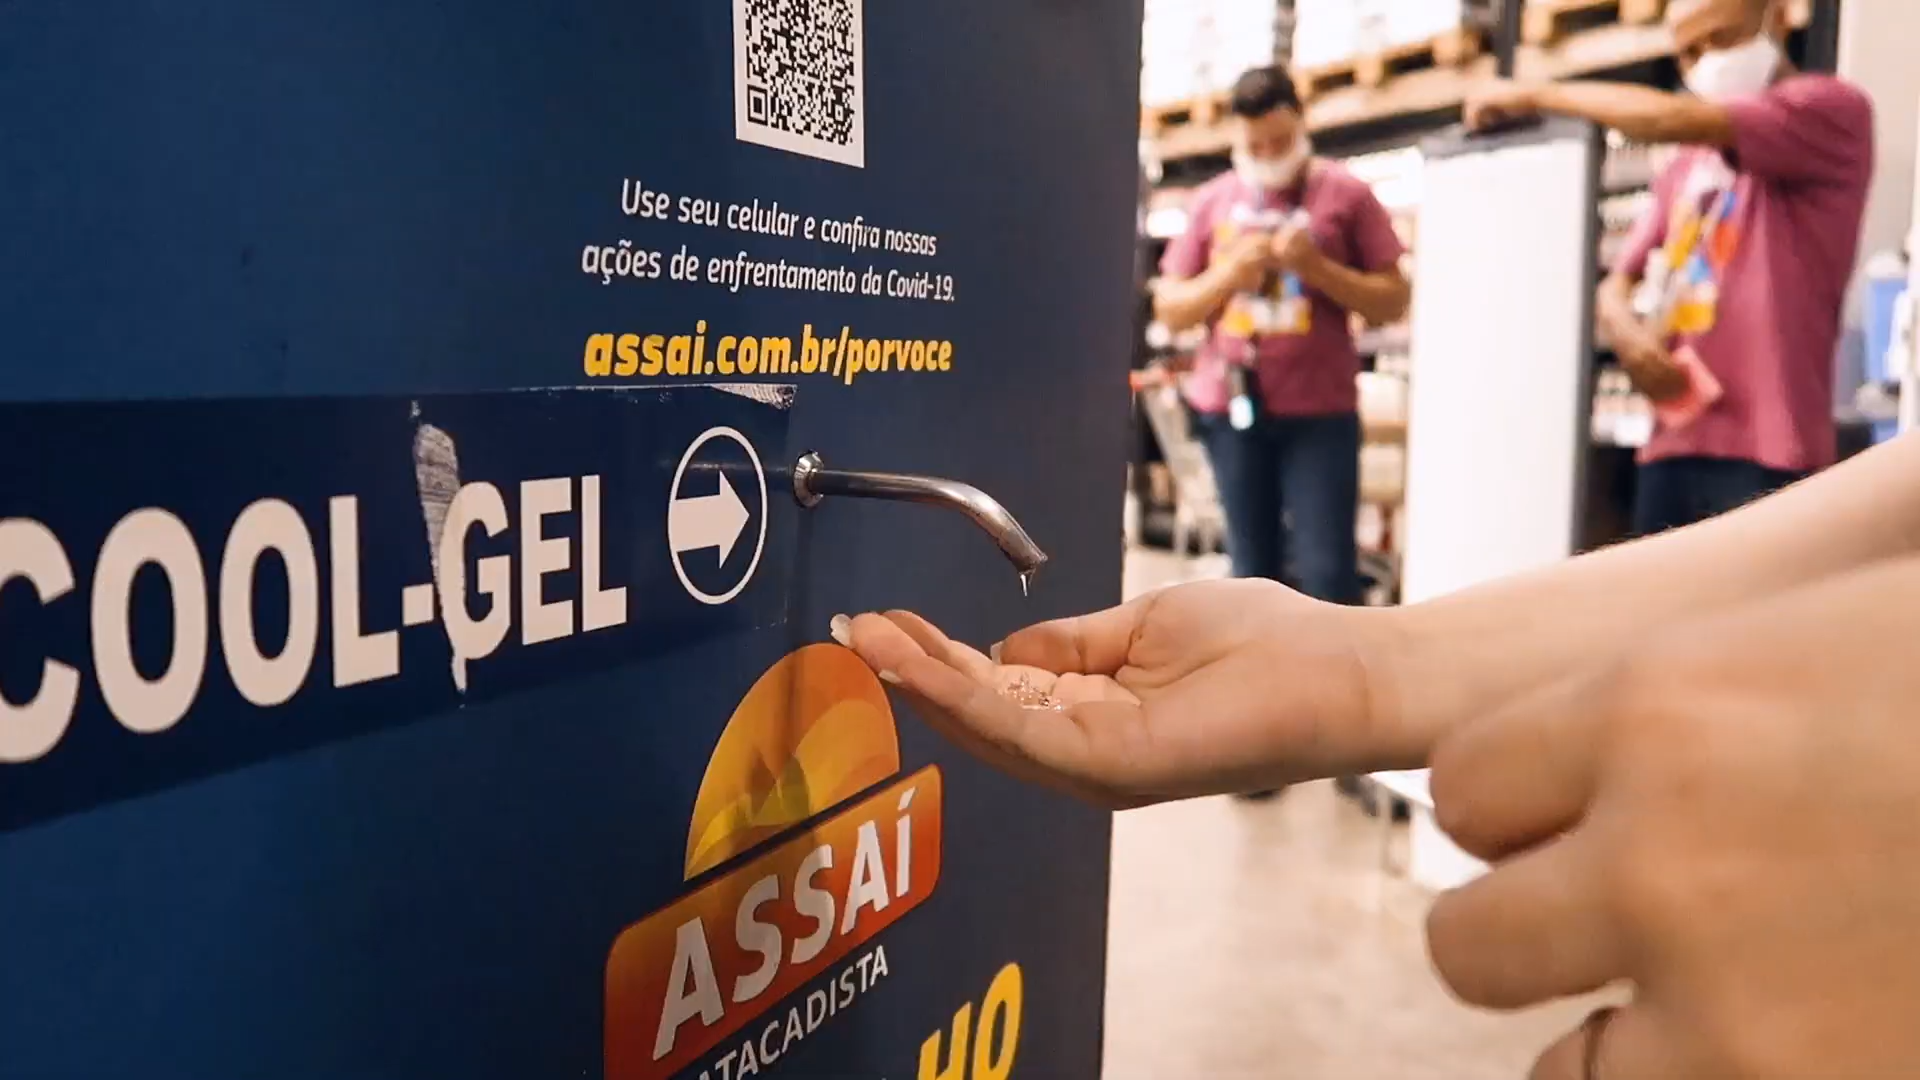 Use seu celular e confira nossas
ações de enfrentamento da Covid-19.
assai.com.br/porvoce
COOL-GEL
ASSAÍ
ATACADISTA
HO